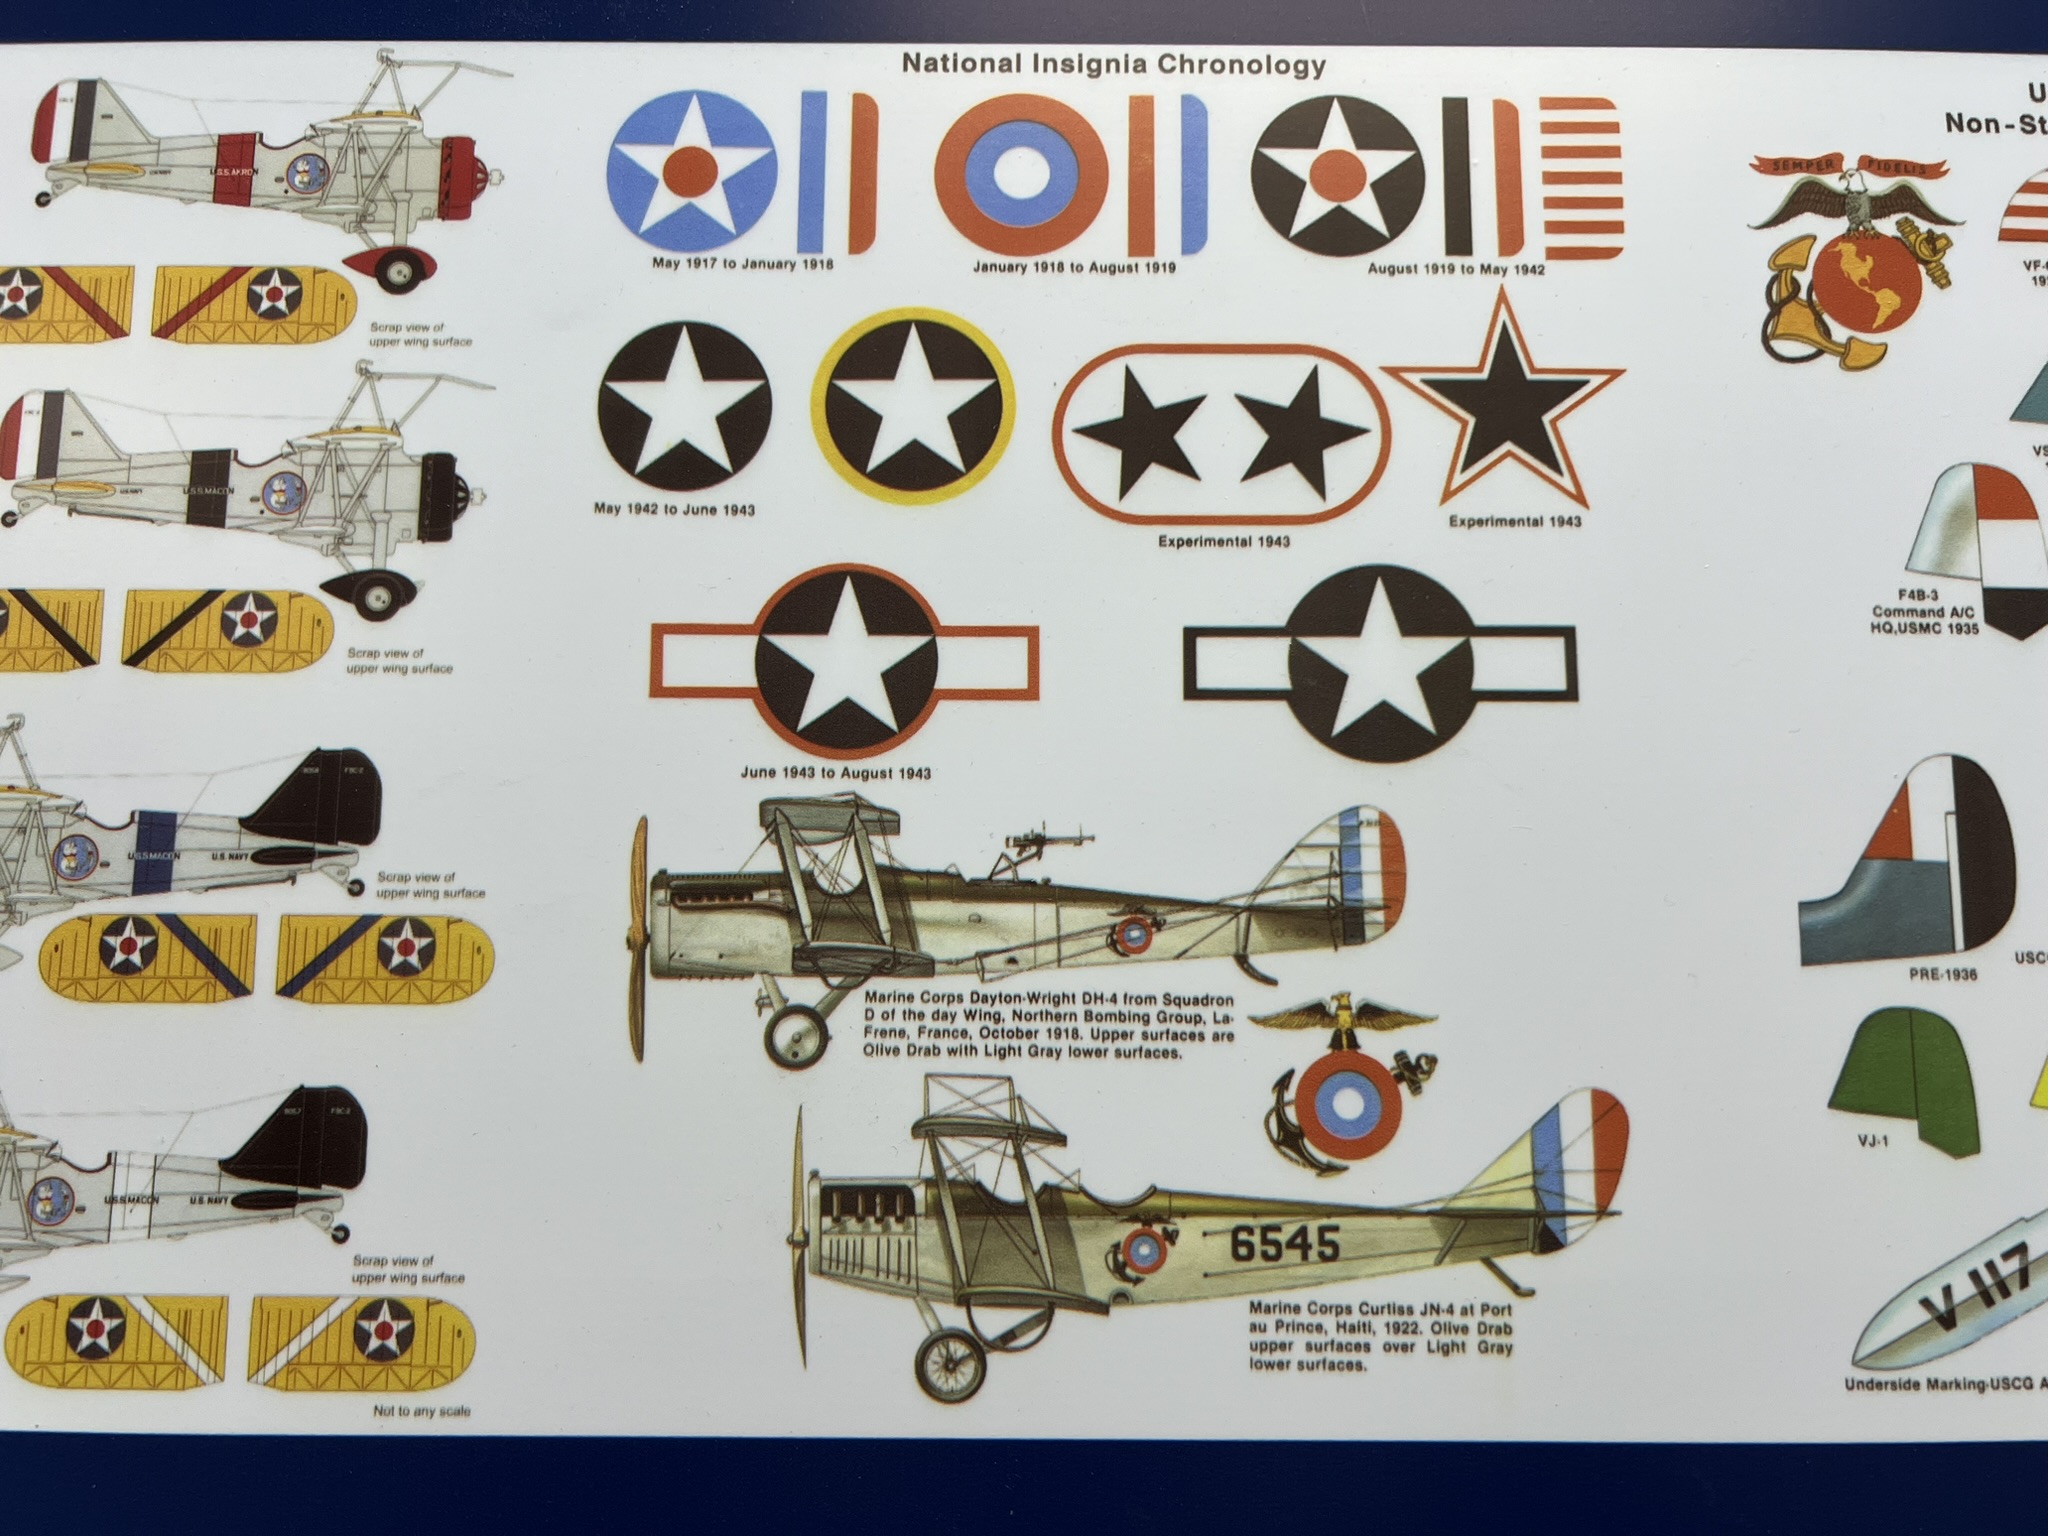 National Insignia Chronology
May 1917 to January 1918
January 1918 to August 1919
August 1919 to May 1942
May 1942 to June 1943
Experimental 1943
Experimental 1943
June 1943 to August 1943
Marine Corps Dayton-Wright DH-4 from Squadron
D of the day Wing, Northern Bombing Group, La-
Frene, France, October 1918. Upper surfaces are
Olive Drab with Light Gray lower surfaces.
6545
Marine Corps Curtiss JN-4 at Port
au Prince, Haiti, 1922. Olive Drab
upper surfaces over Light Gray
lower surfaces.
U.S.S. AKRON
Scrap view of
upper wing surface
U.S.S. MACON
Scrap view of
upper wing surface
F9C-2
U.S.S. MACON
U.S. NAVY
Scrap view of
upper wing surface
9057
F9C-2
U.S.S. MACON
U.S. NAVY
Scrap view of
upper wing surface
Not to any scale
U
Non-St
SEMPER FIDELIS
VF-
19
VS
F4B-3
Command A/C
HQ,USMC 1935
PRE-1936
USC
VJ-1
V 117
Underside Marking-USCG A